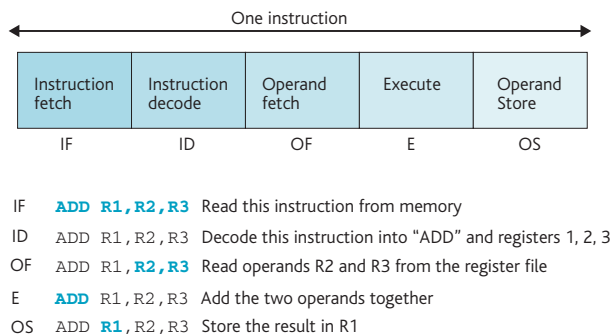 One instruction
Instruction fetch
Instruction decode
Operand fetch
Execute
Operand Store
IF ID OF E OS
IF ADD R1,R2,R3 Read this instruction from memory
ID ADD R1,R2,R3 Decode this instruction into “ADD” and registers 1, 2, 3
OF ADD R1,R2,R3 Read operands R2 and R3 from the register file
E ADD R1,R2,R3 Add the two operands together
OS ADD R1,R2,R3 Store the result in R1